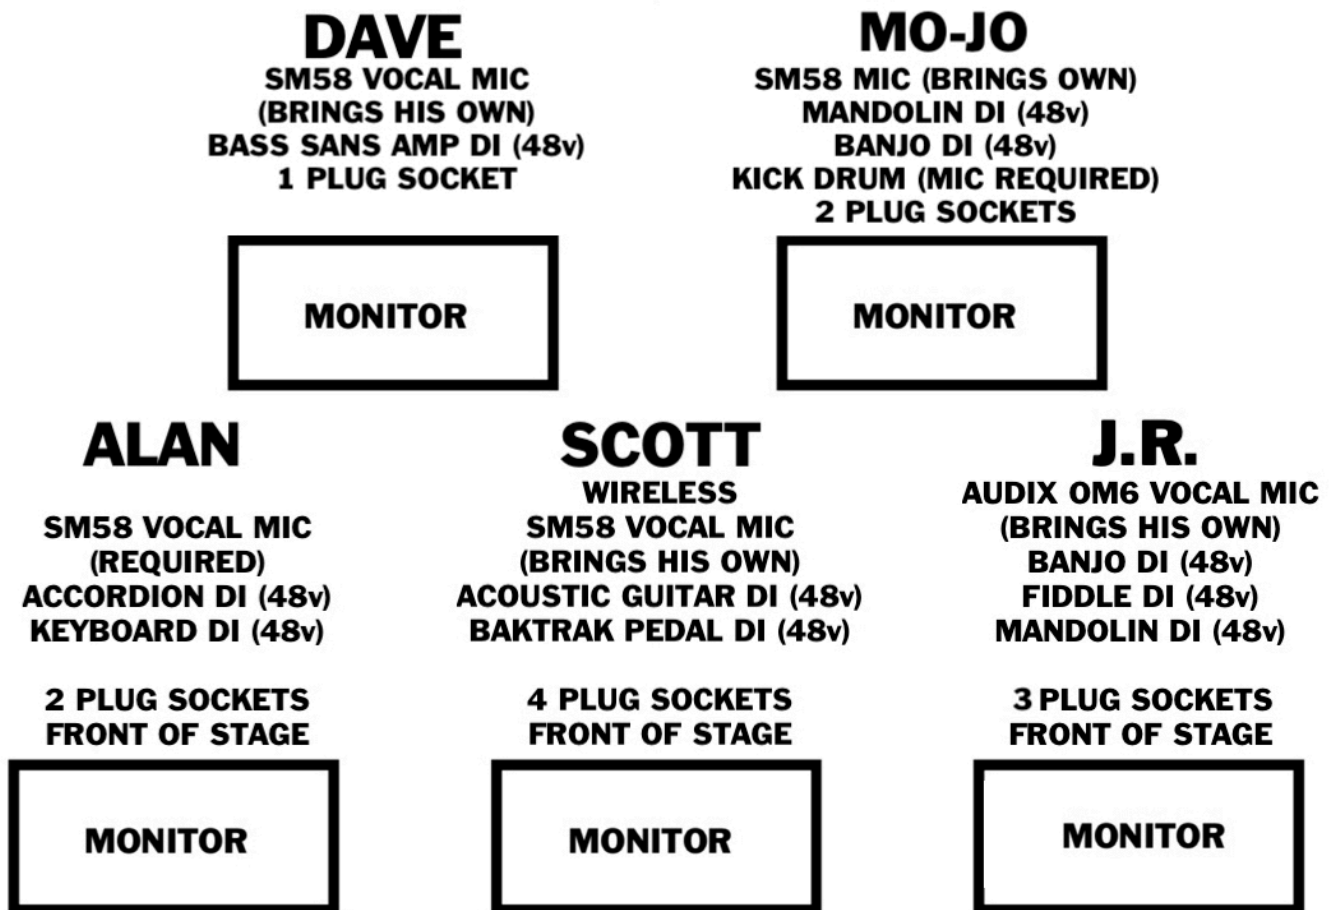 DAVE
SM58 VOCAL MIC
(BRINGS HIS OWN)
BASS SANS AMP DI (48v)
1 PLUG SOCKET
MONITOR
MO-JO
SM58 MIC (BRINGS OWN)
MANDOLIN DI (48v)
BANJO DI (48v)
KICK DRUM (MIC REQUIRED)
2 PLUG SOCKETS
MONITOR
ALAN
SM58 VOCAL MIC
(REQUIRED)
ACCORDION DI (48v)
KEYBOARD DI (48v)
2 PLUG SOCKETS
FRONT OF STAGE
MONITOR
SCOTT
WIRELESS
SM58 VOCAL MIC
(BRINGS HIS OWN)
ACOUSTIC GUITAR DI (48v)
BAKTRAK PEDAL DI (48v)
4 PLUG SOCKETS
FRONT OF STAGE
MONITOR
J.R.
AUDIX OM6 VOCAL MIC
(BRINGS HIS OWN)
BANJO DI (48v)
FIDDLE DI (48v)
MANDOLIN DI (48v)
3 PLUG SOCKETS
FRONT OF STAGE
MONITOR